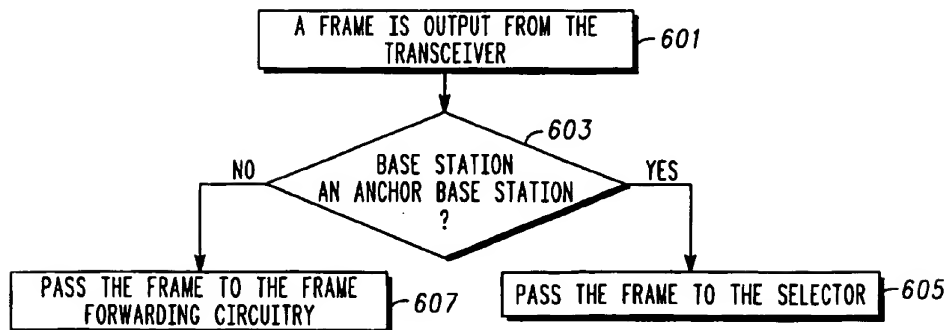 A FRAME IS OUTPUT FROM THE
TRANSCEIVER
601
603
BASE STATION
AN ANCHOR BASE STATION
?
NO
YES
PASS THE FRAME TO THE FRAME
FORWARDING CIRCUITRY
607
PASS THE FRAME TO THE SELECTOR
605